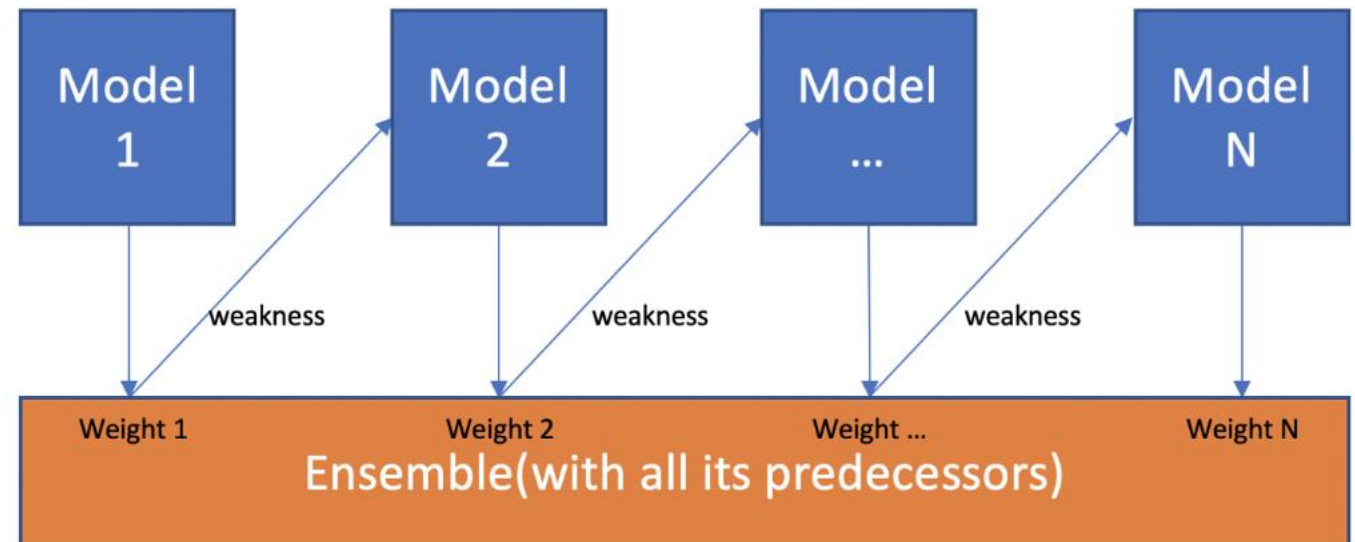 Model
1
Model
2
Model
...
Model
N
weakness
weakness
weakness
Weight 1
Weight 2
Weight ...
Weight N
Ensemble(with all its predecessors)